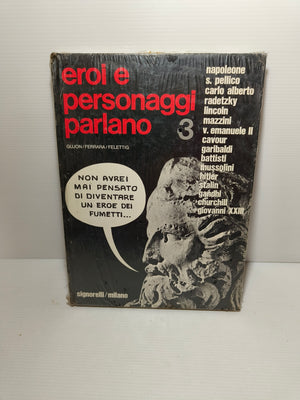 eroi e
personaggi
parlano
3
GUJON/FERRARA/FELETTIG
napoleone
s. pellico
carlo alberto
radetzky
lincoln
mazzini
v. emanuele II
cavour
garibaldi
battisti
mussolini
hitler
stalin
gandhi
churchill
giovanni XXIII
NON AVREI
MAI PENSATO
DI DIVENTARE
UN EROE DEI
FUMETTI...
signorelli/milano